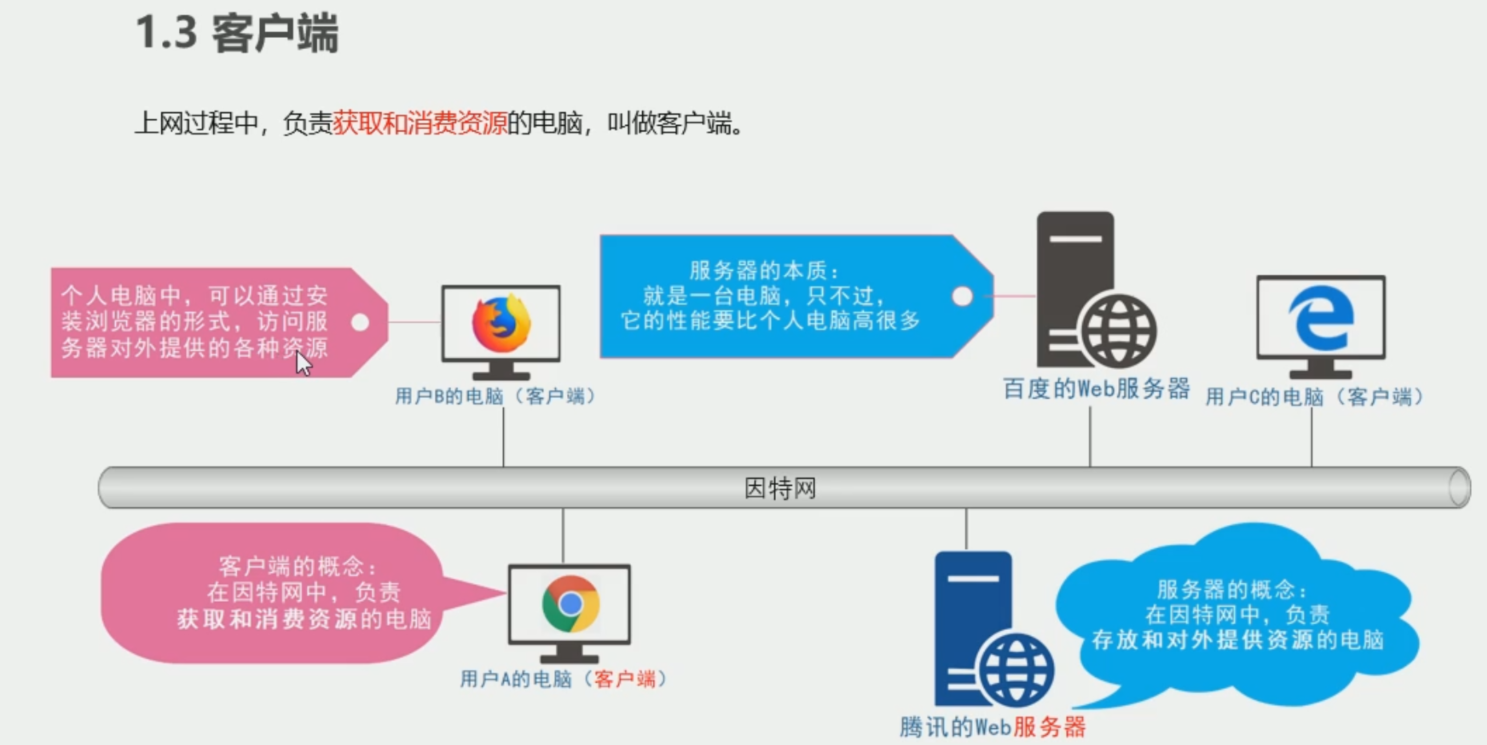 1.3 客户端
上网过程中，负责获取和消费资源的电脑，叫做客户端。
个人电脑中，可以通过安
装浏览器的形式，访问服
务器对外提供的各种资源
用户B的电脑（客户端）
服务器的本质：
就是一台电脑，只不过，
它的性能要比个人电脑高很多
百度的Web服务器
用户C的电脑（客户端）
因特网
客户端的概念：
在因特网中，负责
获取和消费资源的电脑
用户A的电脑（客户端）
腾讯的Web服务器
服务器的概念：
在因特网中，负责
存放和对外提供资源的电脑